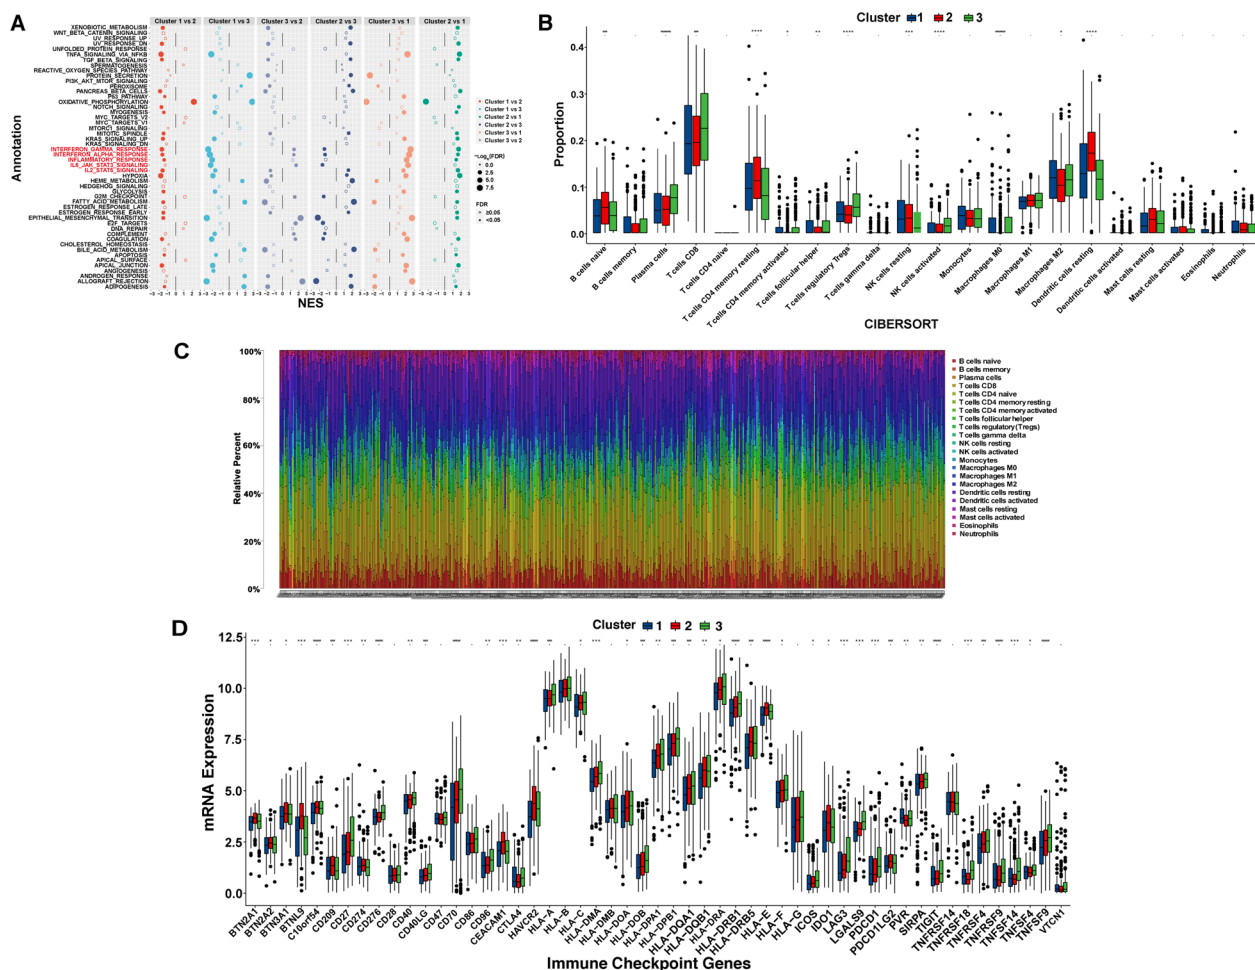 A
Cluster 1 vs 2
Cluster 1 vs 3
Cluster 3 vs 2
Cluster 2 vs 3
Cluster 3 vs 1
Cluster 2 vs 1
Annotation
XENOBIOTIC_METABOLISM
WNT_BETA_CATENIN_SIGNALING
UV_RESPONSE_UP
UV_RESPONSE_DN
UNFOLDED_PROTEIN_RESPONSE
TNFA_SIGNALING_VIA_NFKB
TGF_BETA_SIGNALING
SPERMATOGENESIS
REACTIVE_OXYGEN_SPECIES_PATHWAY
PROTEIN_SECRETION
PI3K_AKT_MTOR_SIGNALING
PEROXISOME
PANCREAS_BETA_CELLS
P53_PATHWAY
OXIDATIVE_PHOSPHORYLATION
NOTCH_SIGNALING
MYOGENESIS
MYC_TARGETS_V2
MYC_TARGETS_V1
MTORC1_SIGNALING
MITOTIC_SPINDLE
KRAS_SIGNALING_UP
KRAS_SIGNALING_DN
INTERFERON_GAMMA_RESPONSE
INTERFERON_ALPHA_RESPONSE
INFLAMMATORY_RESPONSE
IL6_JAK_STAT3_SIGNALING
IL2_STAT5_SIGNALING
HYPOXIA
HEME_METABOLISM
HEDGEHOG_SIGNALING
GLYCOLYSIS
G2M_CHECKPOINT
FATTY_ACID_METABOLISM
ESTROGEN_RESPONSE_LATE
ESTROGEN_RESPONSE_EARLY
EPITHELIAL_MESENCHYMAL_TRANSITION
E2F_TARGETS
DNA_REPAIR
COMPLEMENT
COAGULATION
CHOLESTEROL_HOMEOSTASIS
BILE_ACID_METABOLISM
APOPTOSIS
APICAL_SURFACE
APICAL_JUNCTION
ANGIOGENESIS
ANDROGEN_RESPONSE
ALLOGRAFT_REJECTION
ADIPOGENESIS
NES
Cluster 1 vs 2
Cluster 1 vs 3
Cluster 2 vs 1
Cluster 2 vs 3
Cluster 3 vs 1
Cluster 3 vs 2
-Log10(FDR)
0.0
2.5
5.0
7.5
FDR
≥0.05
<0.05
B
Cluster 1 2 3
Proportion
0.4
0.3
0.2
0.1
0.0
B cells naive
B cells memory
Plasma cells
T cells CD8
T cells CD4 naive
T cells CD4 memory resting
T cells CD4 memory activated
T cells follicular helper
T cells regulatory Tregs
T cells gamma delta
NK cells resting
NK cells activated
Monocytes
Macrophages M0
Macrophages M1
Macrophages M2
Dendritic cells resting
Dendritic cells activated
Mast cells resting
Mast cells activated
Eosinophils
Neutrophils
CIBERSORT
C
Relative Percent
100%
80%
60%
40%
20%
0%
B cells naive
B cells memory
Plasma cells
T cells CD8
T cells CD4 naive
T cells CD4 memory resting
T cells CD4 memory activated
T cells follicular helper
T cells regulatory(Tregs)
T cells gamma delta
NK cells resting
NK cells activated
Monocytes
Macrophages M0
Macrophages M1
Macrophages M2
Dendritic cells resting
Dendritic cells activated
Mast cells resting
Mast cells activated
Eosinophils
Neutrophils
D
Cluster 1 2 3
mRNA Expression
12.5
10.0
7.5
5.0
2.5
0.0
BTN2A1
BTN2A2
BTN3A1
BTNL9
C10orf54
CD209
CD27
CD274
CD276
CD28
CD40
CD40LG
CD47
CD70
CD86
CD96
CEACAM1
CTLA4
HAVCR2
HLA-A
HLA-B
HLA-C
HLA-DMA
HLA-DMB
HLA-DOA
HLA-DOB
HLA-DPA1
HLA-DPB1
HLA-DQA1
HLA-DQB1
HLA-DRA
HLA-DRB1
HLA-DRB5
HLA-E
HLA-F
HLA-G
ICOS
IDO1
LAG3
LGALS9
PDCD1
PDCD1LG2
PVR
SIRPA
TIGIT
TNFRSF14
TNFRSF18
TNFRSF4
TNFRSF9
TNFSF14
TNFSF4
TNFSF9
VTCN1
Immune Checkpoint Genes